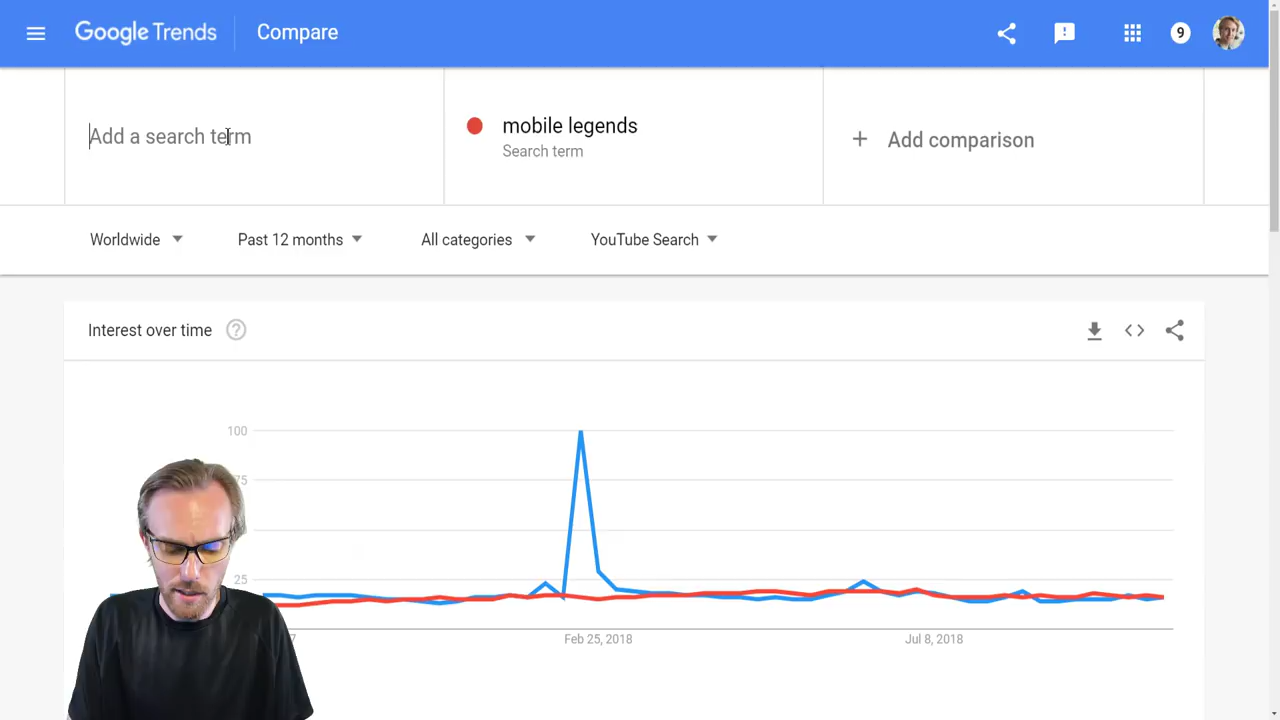 Google Trends Compare 9
Add a search term
mobile legends
Search term
+ Add comparison
Worldwide Past 12 months All categories YouTube Search
Interest over time ?
100
75
25
7 Feb 25, 2018 Jul 8, 2018